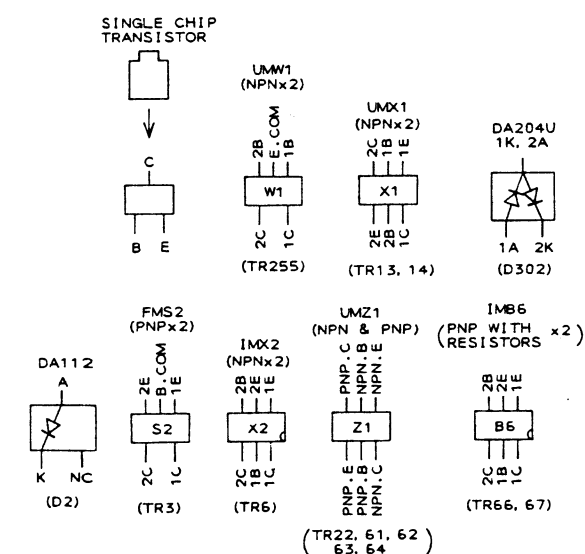 SINGLE CHIP
TRANSISTOR
C
B E
UMW1
(NPNx2)
2B E.COM 1B
W1
2C 1C
(TR255)
UMX1
(NPNx2)
2C 1B 1E
X1
2E 2B 1C
(TR13, 14)
DA204U
1K, 2A
1A 2K
(D302)
DA112
A
K NC
(D2)
FMS2
(PNPx2)
2E B.COM 1E
S2
2C 1C
(TR3)
IMX2
(NPNx2)
2B 2E 1E
X2
2C 1B 1C
(TR6)
UMZ1
(NPN & PNP)
PNP.C NPN.B NPN.E
Z1
PNP.E PNP.B NPN.C
(TR22, 61, 62
63, 64)
IMB6
(PNP WITH x2)
RESISTORS
2B 2E 1E
B6
2C 1B 1C
(TR66, 67)